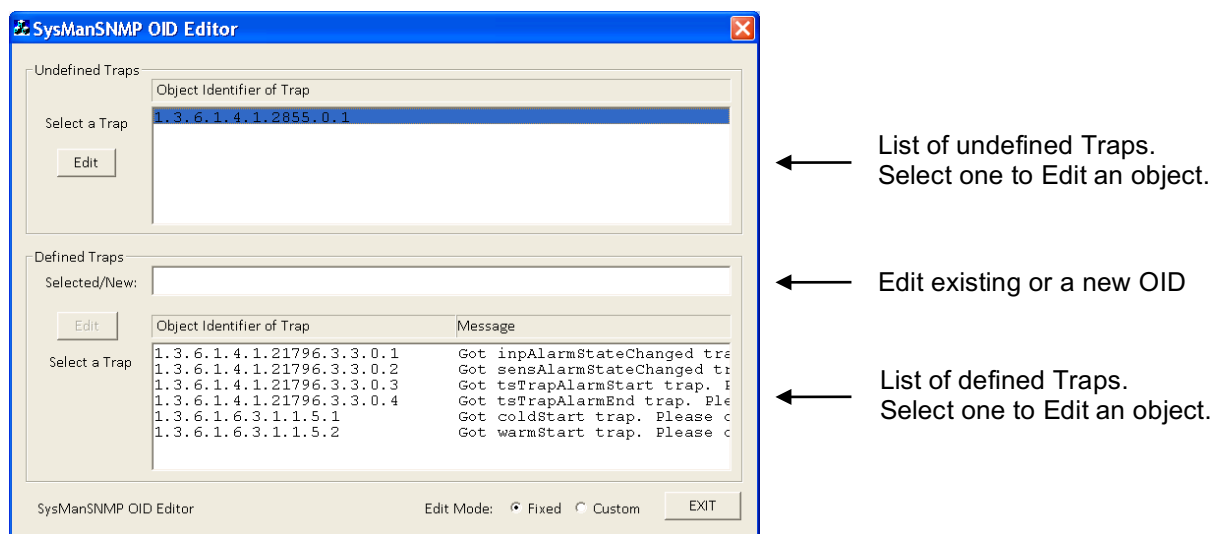 SysManSNMP OID Editor
Undefined Traps
Object Identifier of Trap
Select a Trap
1.3.6.1.4.1.2855.0.1
Edit
List of undefined Traps.
Select one to Edit an object.
Defined Traps
Selected/New:
Edit existing or a new OID
Edit
Object Identifier of Trap Message
Select a Trap
1.3.6.1.4.1.21796.3.3.0.1 Got inpAlarmStateChanged tra
1.3.6.1.4.1.21796.3.3.0.2 Got sensAlarmStateChanged tr
1.3.6.1.4.1.21796.3.3.0.3 Got tsTrapAlarmStart trap. P
1.3.6.1.4.1.21796.3.3.0.4 Got tsTrapAlarmEnd trap. Ple
1.3.6.1.6.3.1.1.5.1 Got coldStart trap. Please c
1.3.6.1.6.3.1.1.5.2 Got warmStart trap. Please c
List of defined Traps.
Select one to Edit an object.
SysManSNMP OID Editor Edit Mode: Fixed Custom EXIT